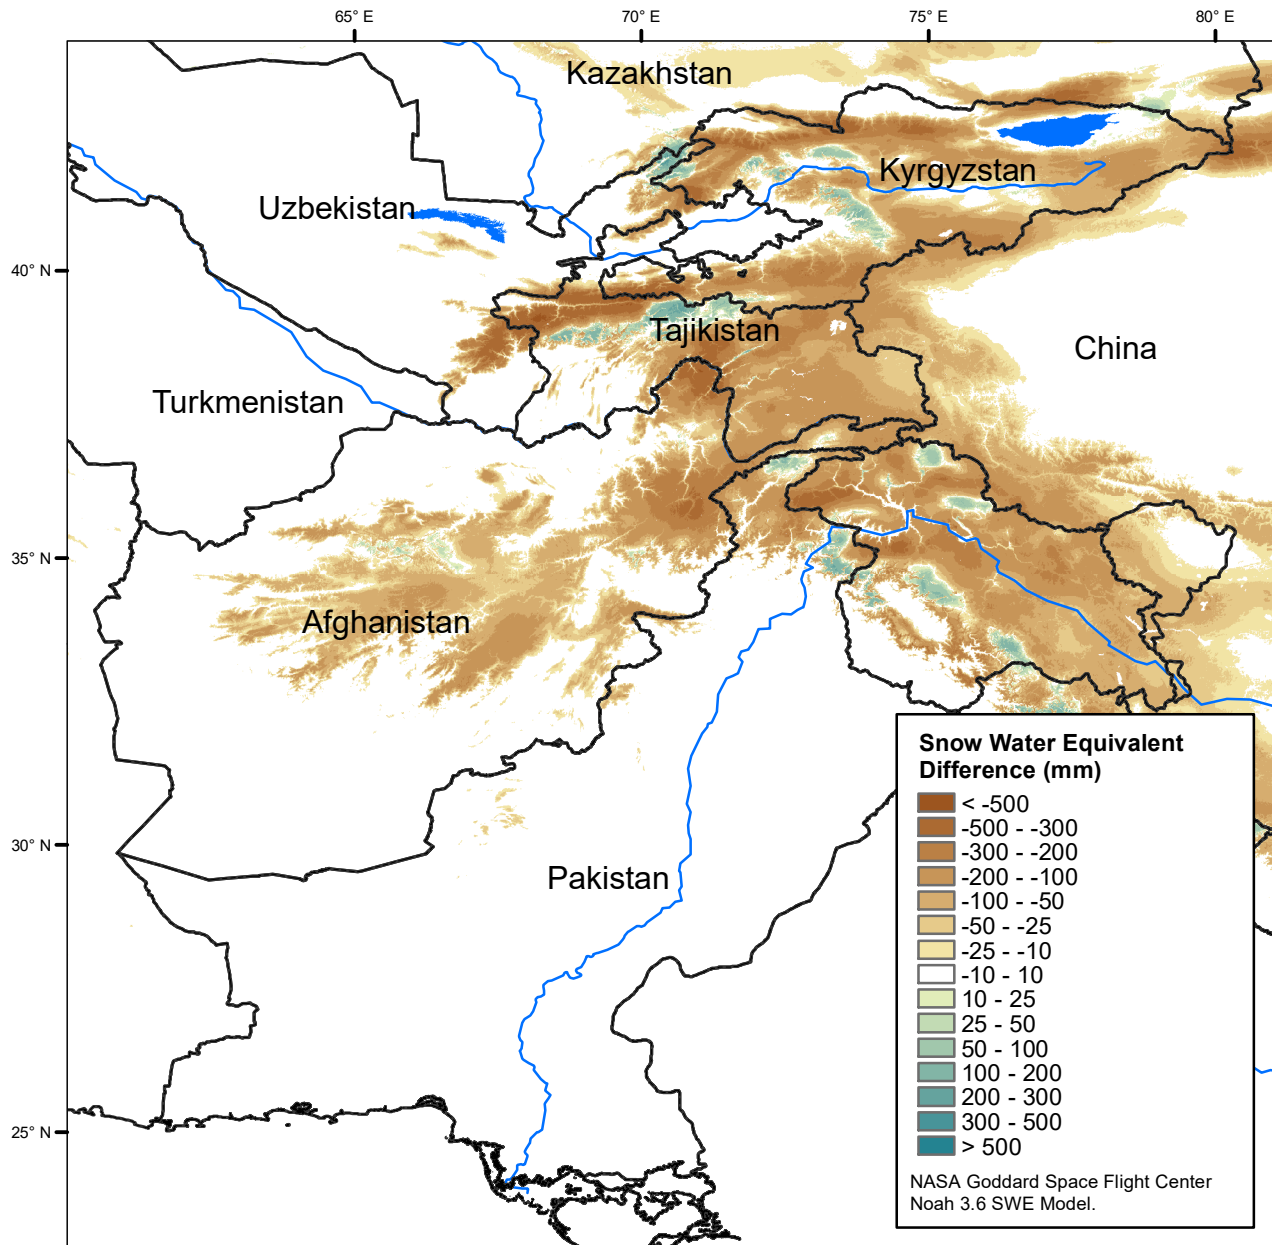 65° E
70° E
75° E
80° E
Kazakhstan
Kyrgyzstan
Uzbekistan
40° N
Tajikistan
China
Turkmenistan
35° N
Afghanistan
Snow Water Equivalent
Difference (mm)
< -500
-500 - -300
-300 - -200
-200 - -100
-100 - -50
-50 - -25
-25 - -10
-10 - 10
10 - 25
25 - 50
50 - 100
100 - 200
200 - 300
300 - 500
> 500
NASA Goddard Space Flight Center
Noah 3.6 SWE Model.
30° N
Pakistan
25° N